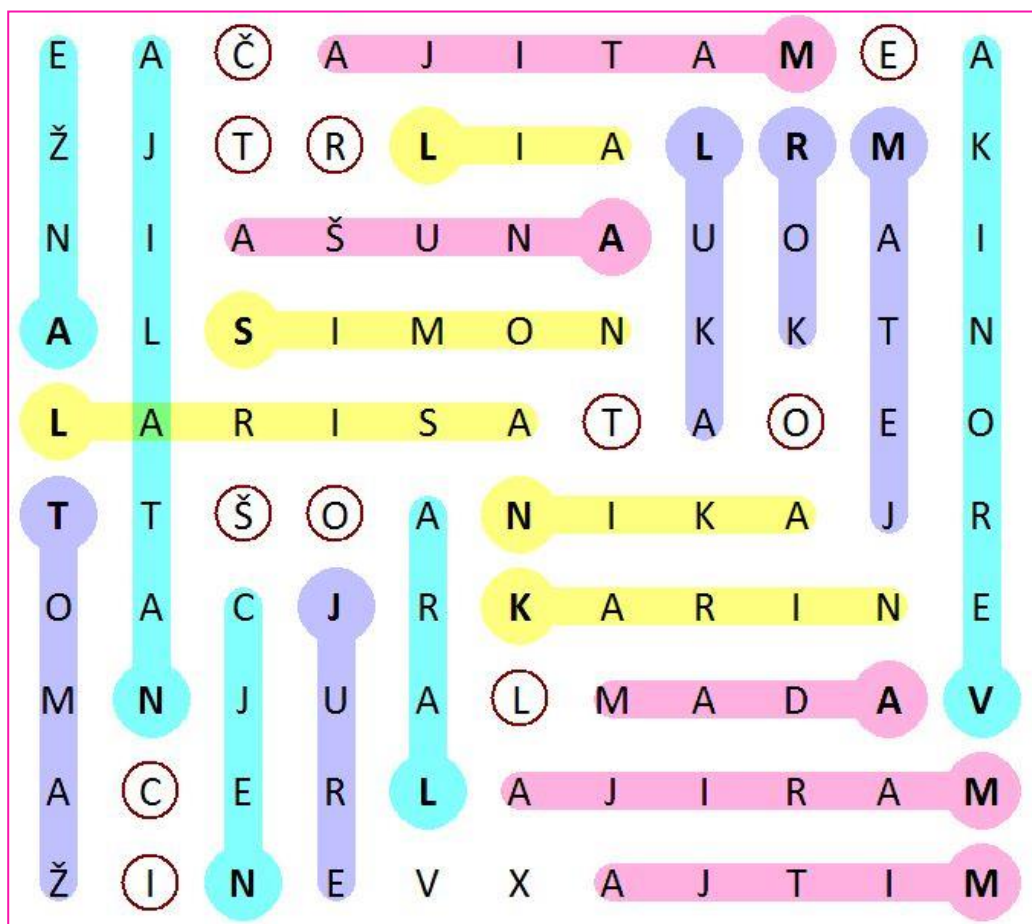 E A Č A J I T A M E A
Ž J T R L I A L R M K
N I A Š U N A U O A I
A L S I M O N K K T N
L A R I S A T A O E O
T T Š O A N I K A J R
O A C J R K A R I N E
M N J U A L M A D A V
A C E R L A J I R A M
Ž I N E V X A J T I M